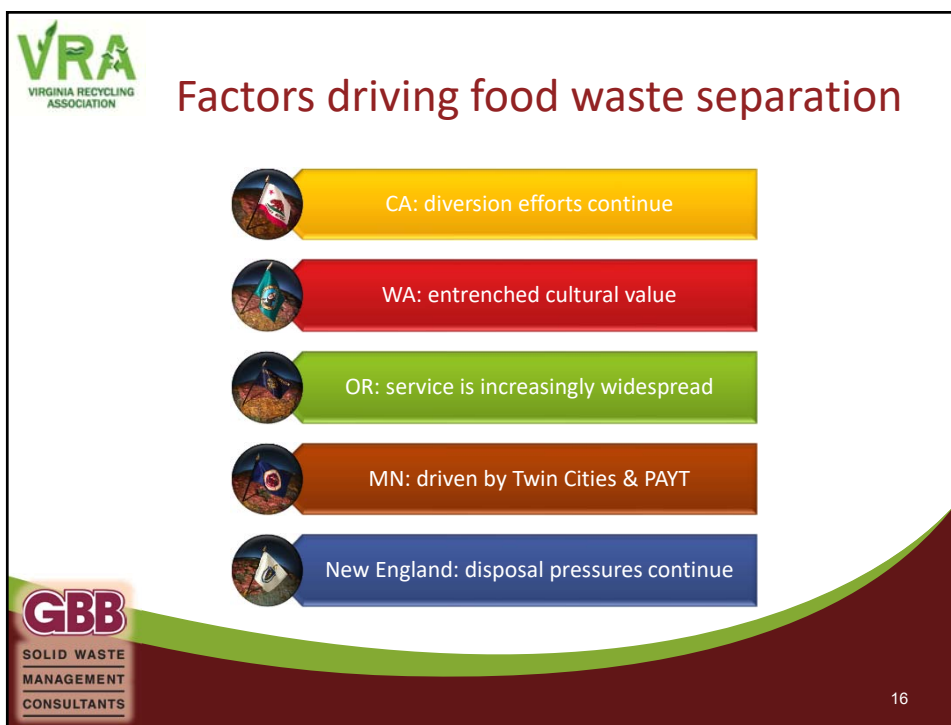 VRA
VIRGINIA RECYCLING
ASSOCIATION
Factors driving food waste separation
CA: diversion efforts continue
WA: entrenched cultural value
OR: service is increasingly widespread
MN: driven by Twin Cities & PAYT
New England: disposal pressures continue
GBB
SOLID WASTE
MANAGEMENT
CONSULTANTS
16